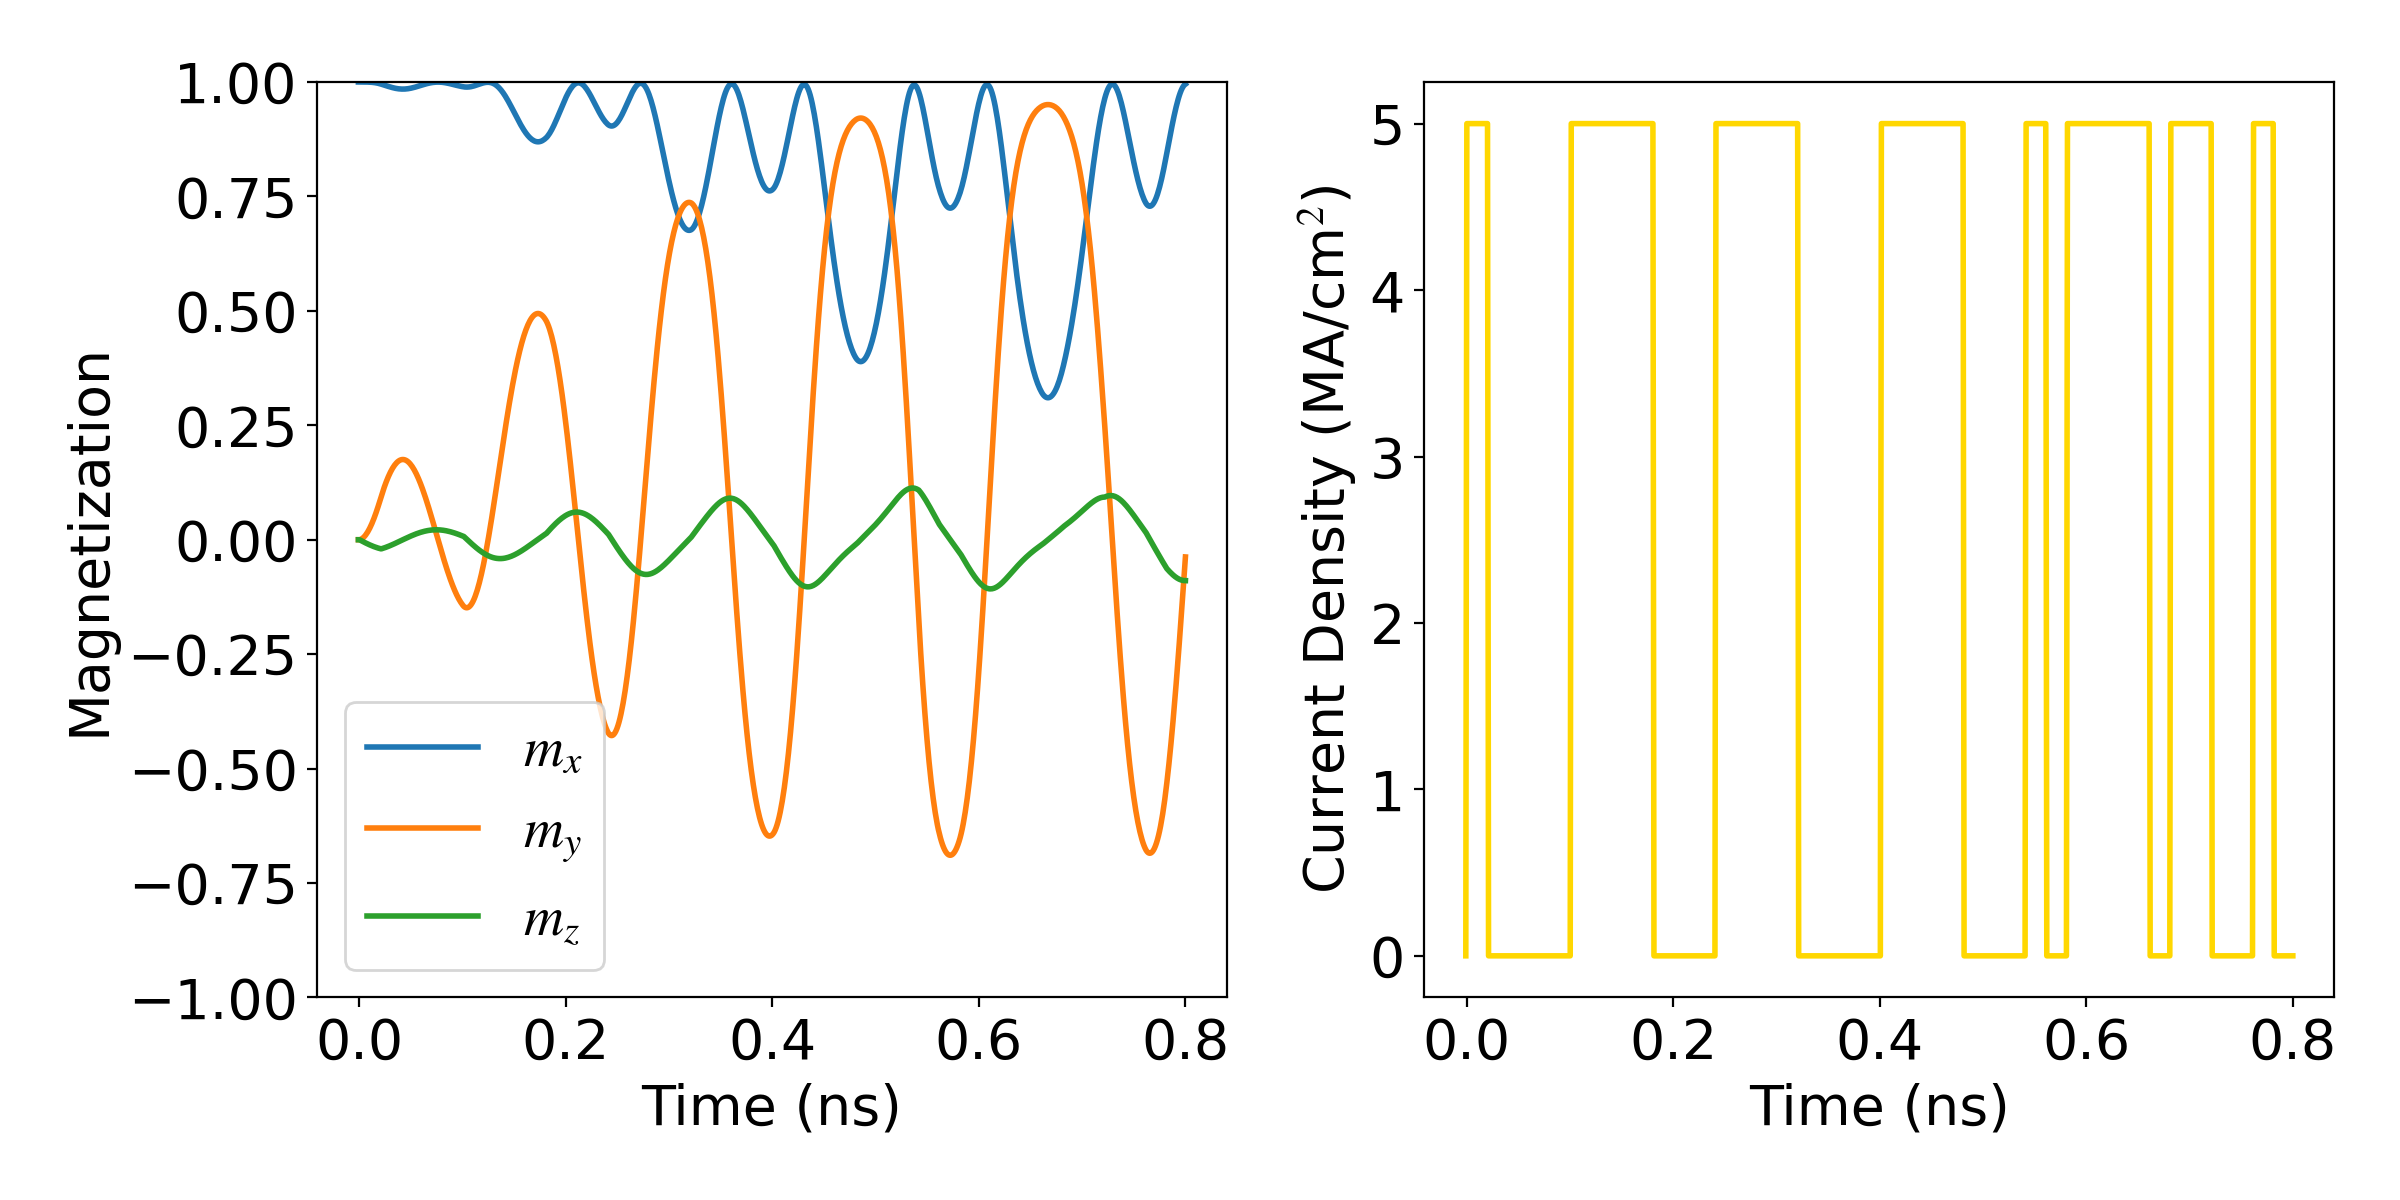 Magnetization
1.00
0.75
0.50
0.25
0.00
−0.25
−0.50
−0.75
−1.00
m_x
m_y
m_z
0.0 0.2 0.4 0.6 0.8
Time (ns)
Current Density (MA/cm²)
5
4
3
2
1
0
0.0 0.2 0.4 0.6 0.8
Time (ns)